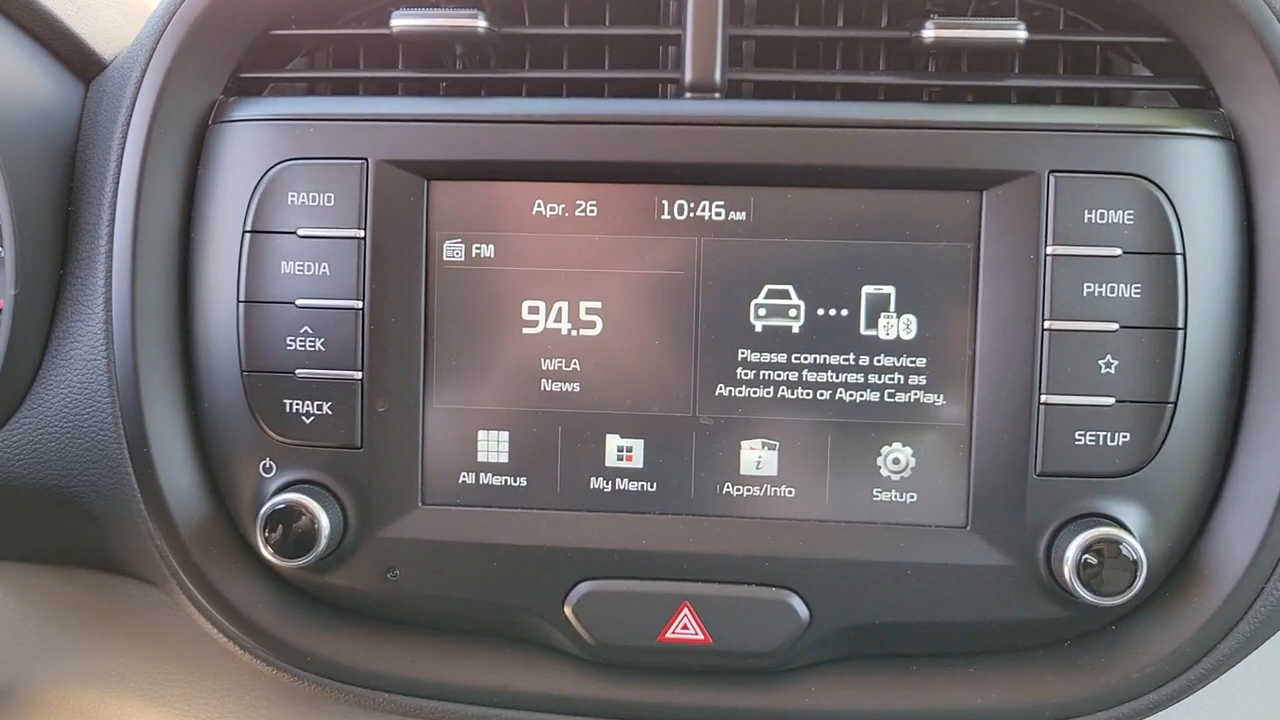 RADIO
MEDIA
SEEK
TRACK
Apr. 26
10:46 AM
FM
94.5
WFLA
News
Please connect a device
for more features such as
Android Auto or Apple CarPlay.
All Menus
My Menu
Apps/Info
Setup
HOME
PHONE
SETUP